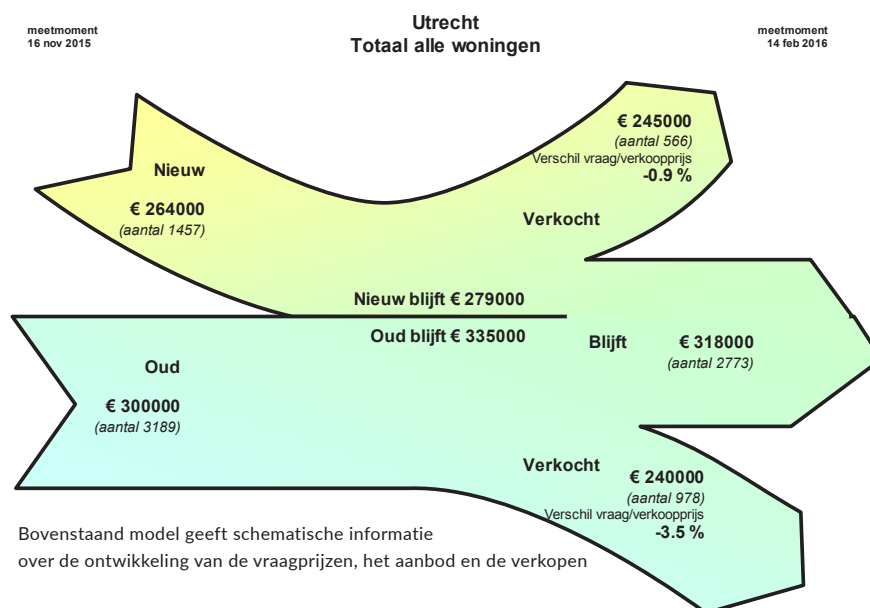 Utrecht
Totaal alle woningen
meetmoment
16 nov 2015
meetmoment
14 feb 2016
Nieuw
€ 264000
(aantal 1457)
€ 245000
(aantal 566)
Verschil vraag/verkoopprijs
-0.9 %
Verkocht
Nieuw blijft € 279000
Oud blijft € 335000
Blijft
€ 318000
(aantal 2773)
Oud
€ 300000
(aantal 3189)
Verkocht
€ 240000
(aantal 978)
Verschil vraag/verkoopprijs
-3.5 %
Bovenstaand model geeft schematische informatie
over de ontwikkeling van de vraagprijzen, het aanbod en de verkopen